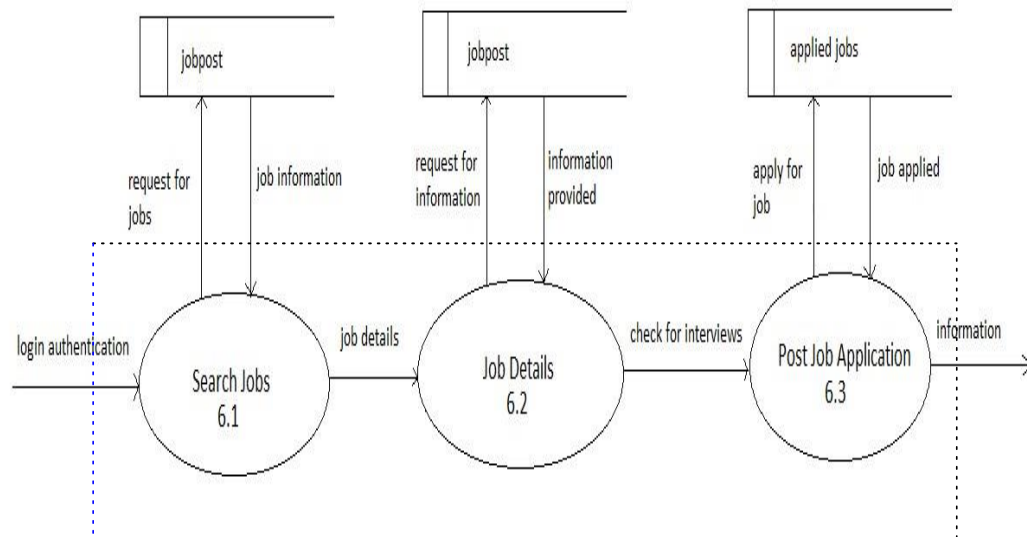 jobpost
jobpost
applied jobs
request for
jobs
job information
request for
information
information
provided
apply for
job
job applied
login authentication
Search Jobs
6.1
job details
Job Details
6.2
check for interviews
Post Job Application
6.3
information